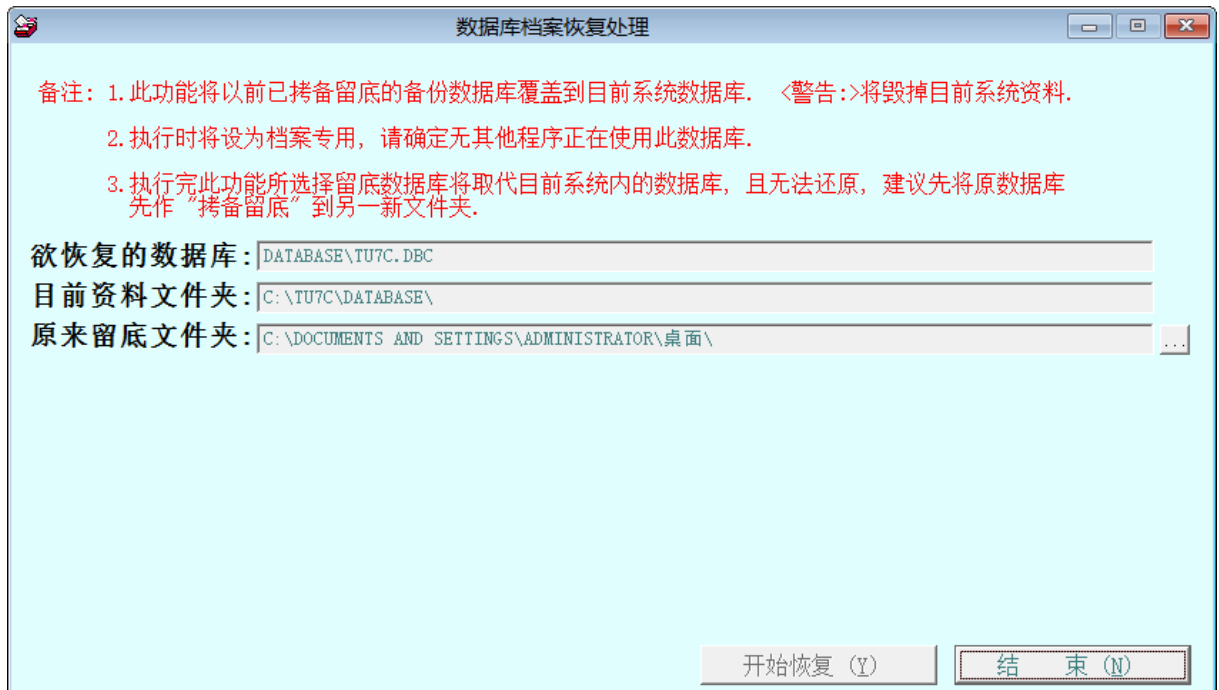 数据库档案恢复处理
备注: 1.此功能将以前已拷备留底的备份数据库覆盖到目前系统数据库. <警告:>将毁掉目前系统资料.
2.执行时将设为档案专用, 请确定无其他程序正在使用此数据库.
3.执行完此功能所选择留底数据库将取代目前系统内的数据库, 且无法还原, 建议先将原数据库
先作 "拷备留底" 到另一新文件夹.
欲恢复的数据库: DATABASE\TU7C.DBC
目前资料文件夹: C:\TU7C\DATABASE\
原来留底文件夹: C:\DOCUMENTS AND SETTINGS\ADMINISTRATOR\桌面\ ...
开始恢复 (Y) 结 束 (N)